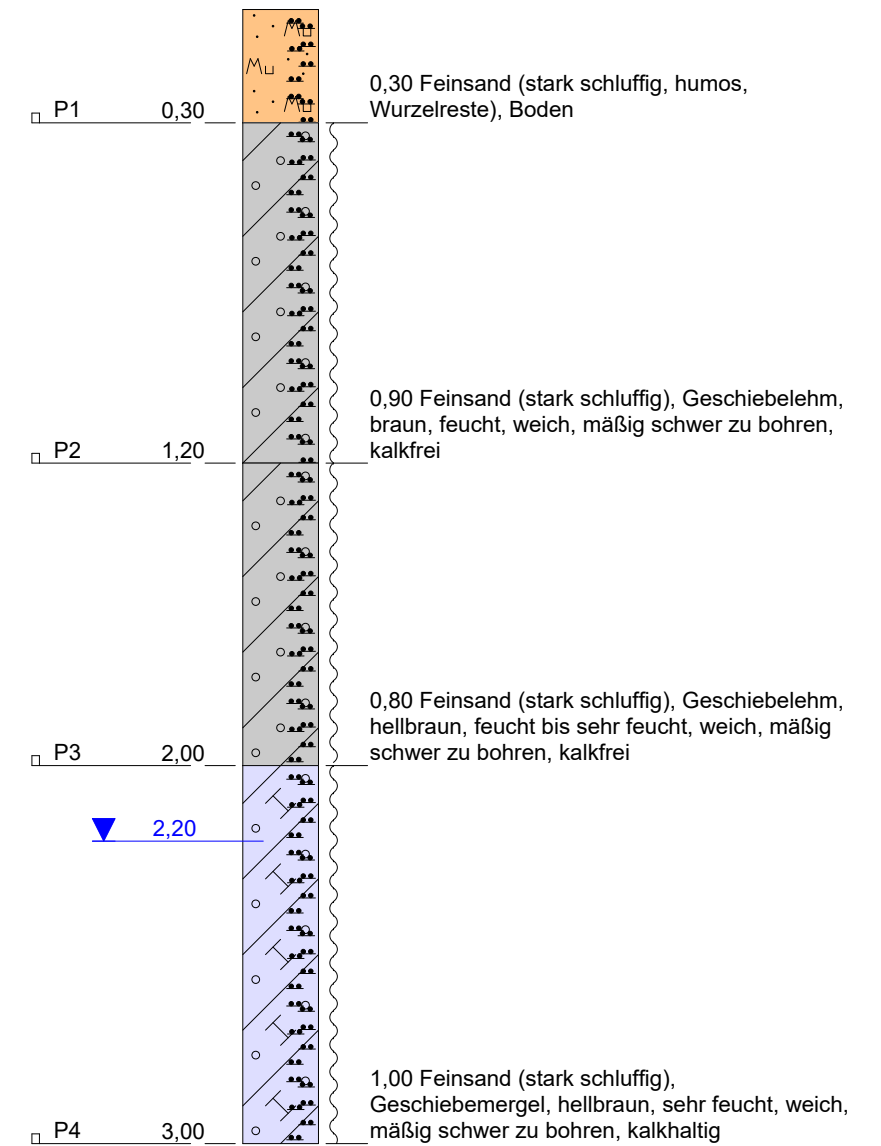 Mu
Mu
Mu
0,30 Feinsand (stark schluffig, humos,
Wurzelreste), Boden
P1 0,30
0,90 Feinsand (stark schluffig), Geschiebelehm,
braun, feucht, weich, mäßig schwer zu bohren,
kalkfrei
P2 1,20
0,80 Feinsand (stark schluffig), Geschiebelehm,
hellbraun, feucht bis sehr feucht, weich, mäßig
schwer zu bohren, kalkfrei
P3 2,00
2,20
1,00 Feinsand (stark schluffig),
Geschiebemergel, hellbraun, sehr feucht, weich,
mäßig schwer zu bohren, kalkhaltig
P4 3,00